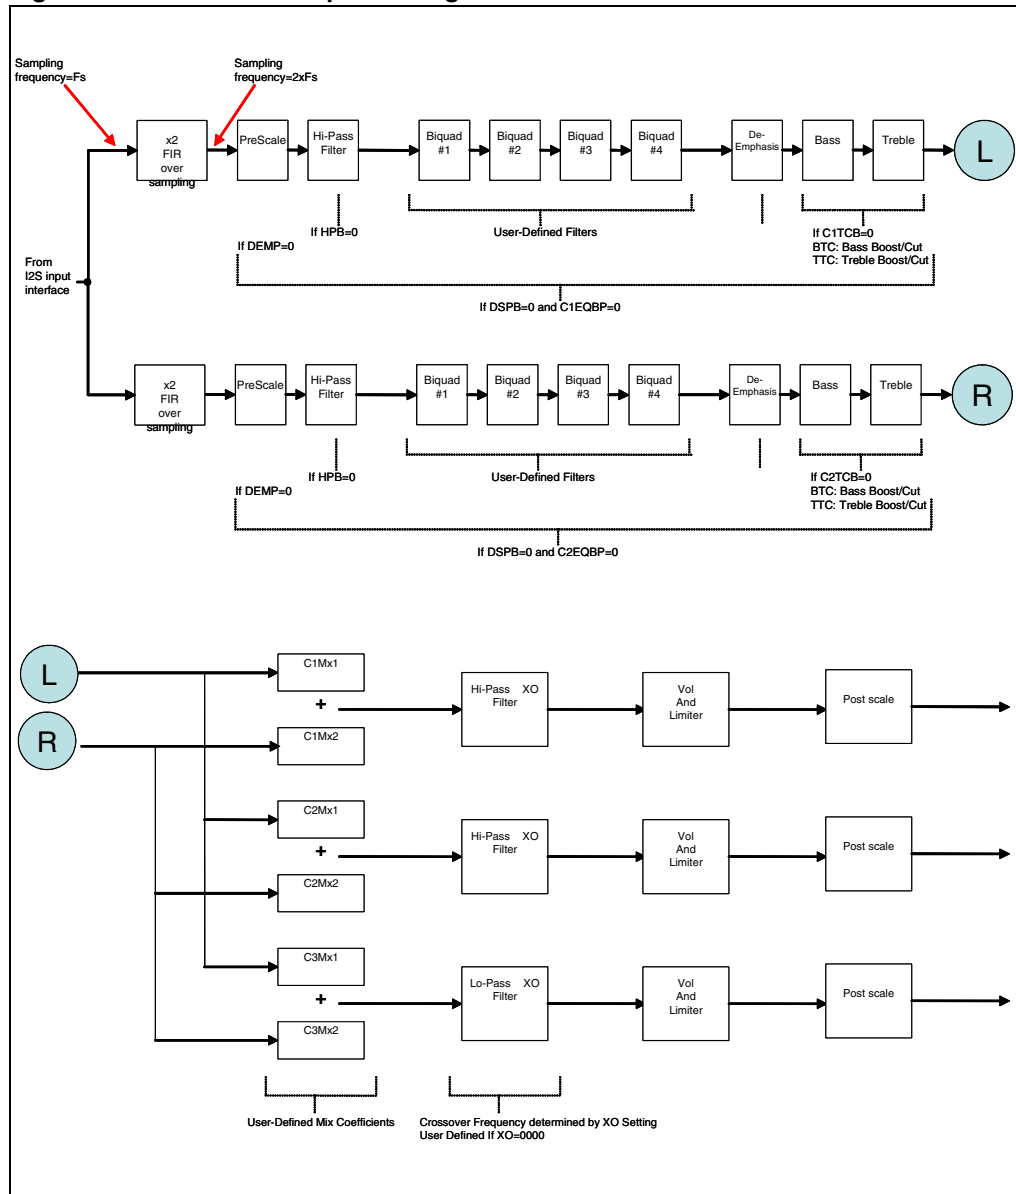 Sampling
frequency=Fs
Sampling
frequency=2xFs
x2
FIR
over
sampling
PreScale
Hi-Pass
Filter
Biquad
#1
Biquad
#2
Biquad
#3
Biquad
#4
De-
Emphasis
Bass
Treble
L
If HPB=0
User-Defined Filters
If C1TCB=0
BTC: Bass Boost/Cut
TTC: Treble Boost/Cut
If DEMP=0
From
I2S input
interface
If DSPB=0 and C1EQBP=0
x2
FIR
over
sampling
PreScale
Hi-Pass
Filter
Biquad
#1
Biquad
#2
Biquad
#3
Biquad
#4
De-
Emphasis
Bass
Treble
R
If HPB=0
User-Defined Filters
If C2TCB=0
BTC: Bass Boost/Cut
TTC: Treble Boost/Cut
If DEMP=0
If DSPB=0 and C2EQBP=0
L
R
C1Mx1
+
C1Mx2
Hi-Pass XO
Filter
Vol
And
Limiter
Post scale
C2Mx1
+
C2Mx2
Hi-Pass XO
Filter
Vol
And
Limiter
Post scale
C3Mx1
+
C3Mx2
Lo-Pass XO
Filter
Vol
And
Limiter
Post scale
User-Defined Mix Coefficients
Crossover Frequency determined by XO Setting
User Defined If XO=0000